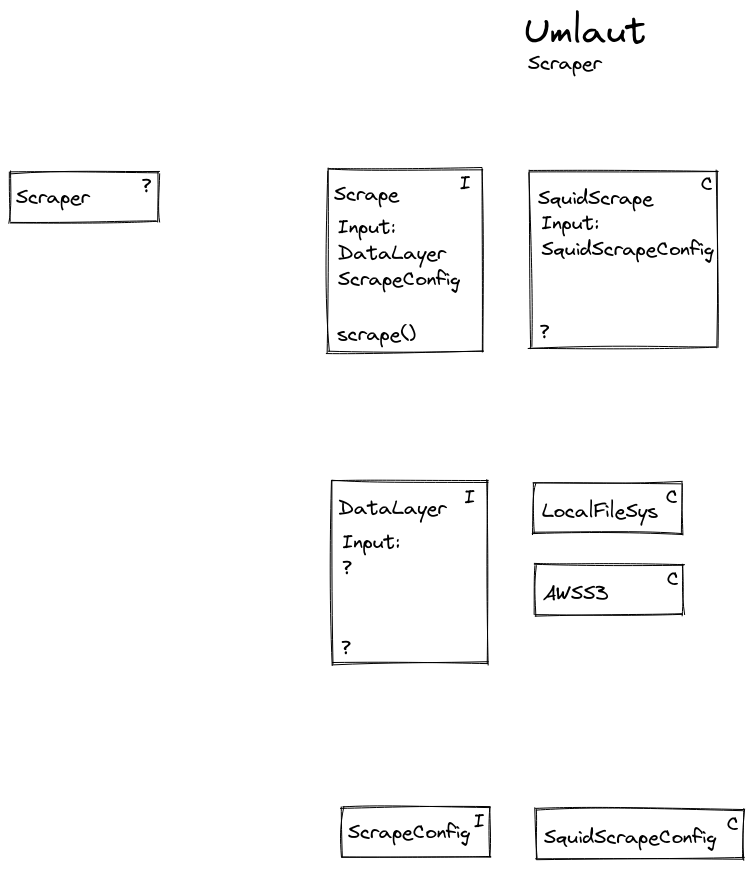 Umlaut
Scraper
Scraper
?
Scrape
I
Input:
DataLayer
ScrapeConfig
scrape()
SquidScrape
C
Input:
SquidScrapeConfig
?
DataLayer
I
Input:
?
?
LocalFileSys
C
AWSS3
C
ScrapeConfig
I
SquidScrapeConfig
C